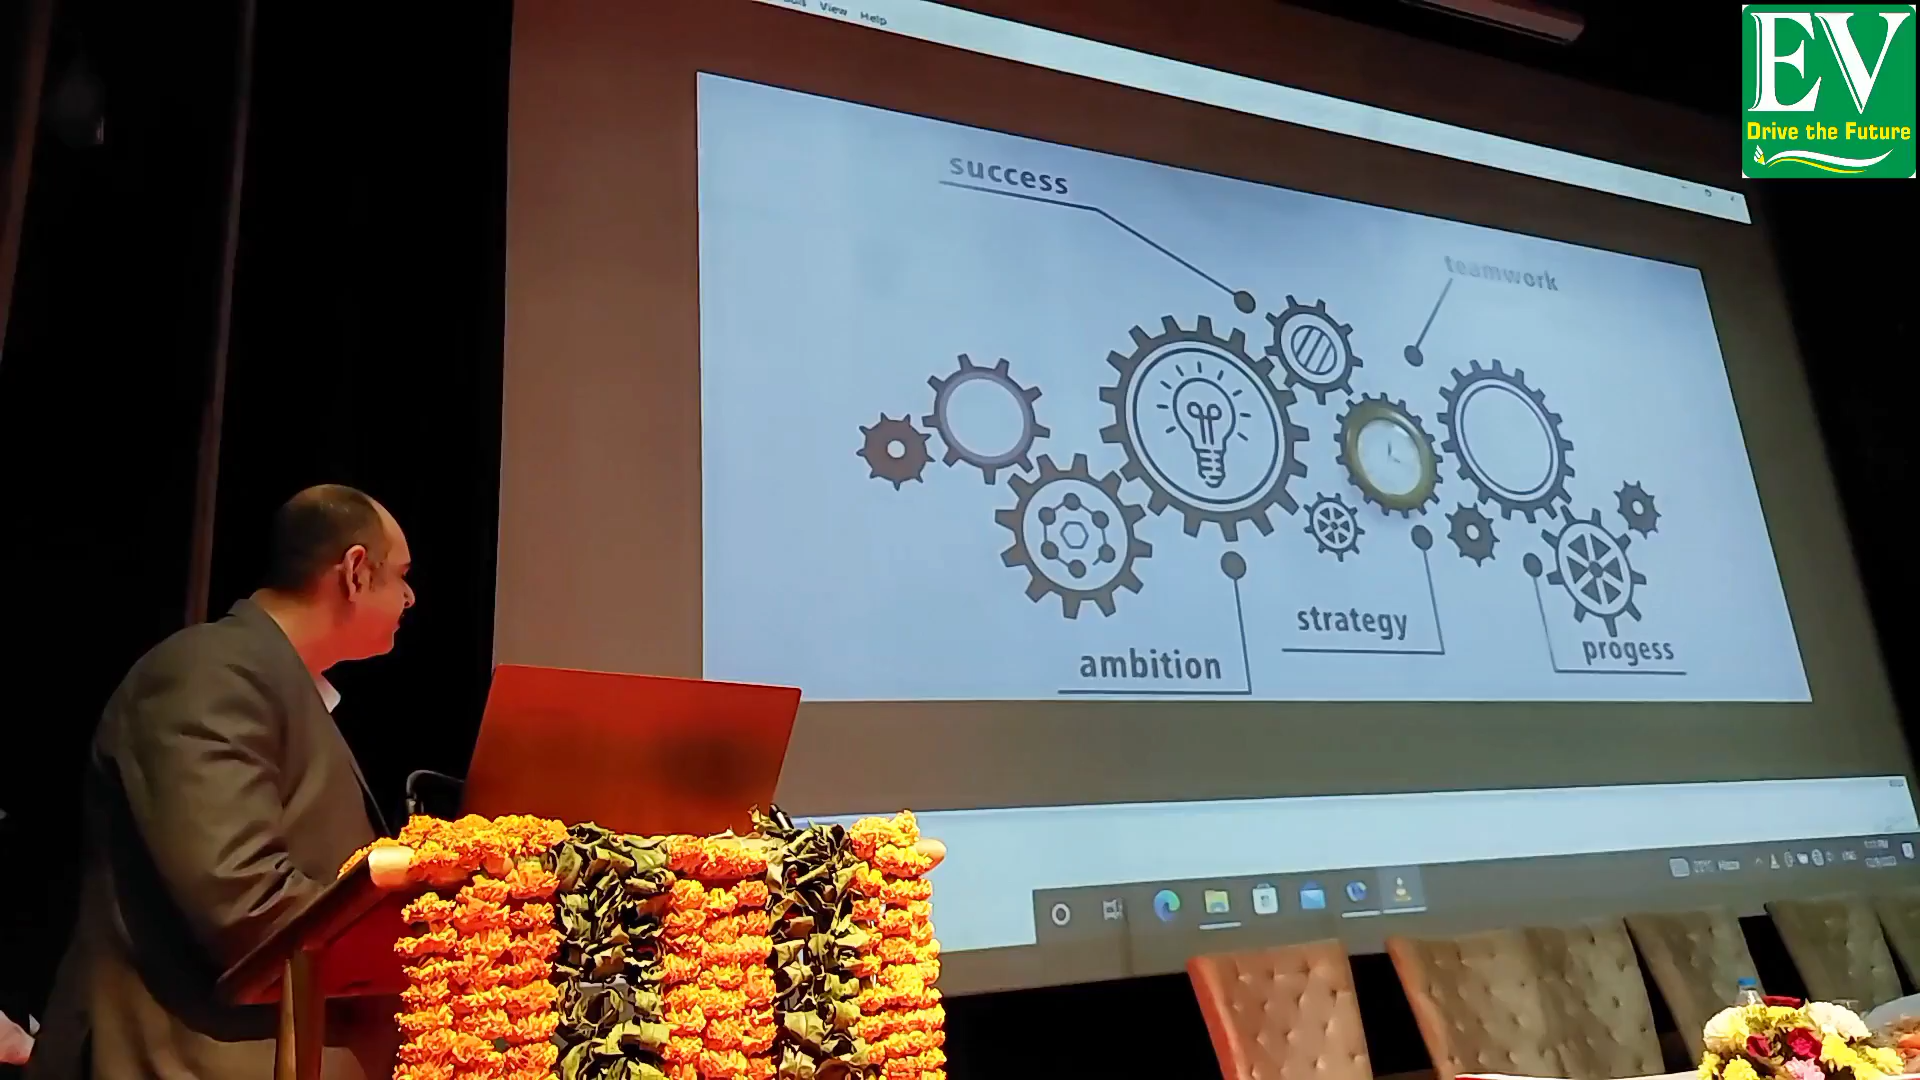 View Help
EV
Drive the Future
success
teamwork
strategy
ambition
progess